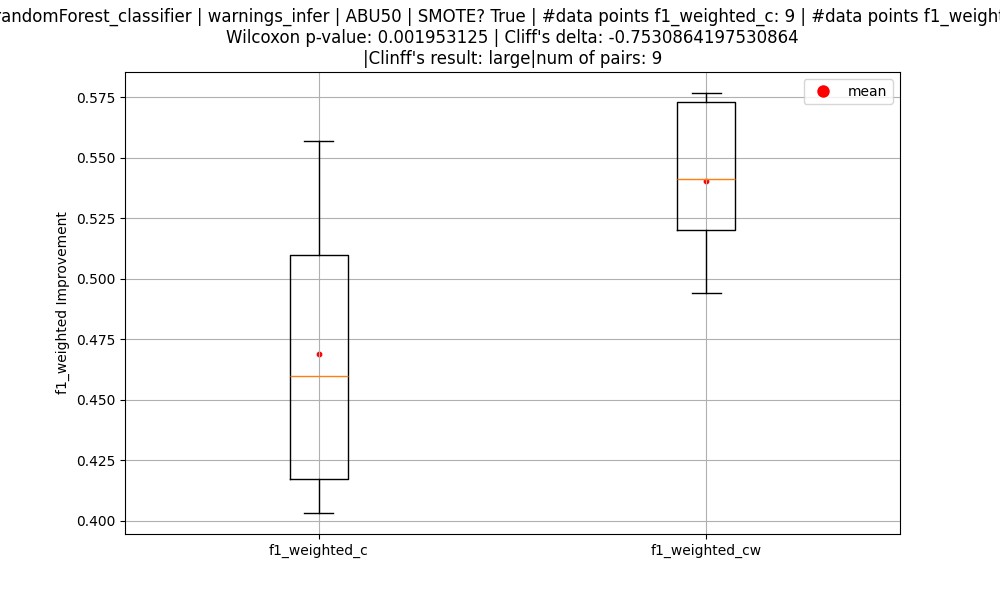 randomForest_classifier | warnings_infer | ABU50 | SMOTE? True | #data points f1_weighted_c: 9 | #data points
Wilcoxon p-value: 0.001953125 | Cliff's delta: -0.7530864197530864
|Clinff's result: large|num of pairs: 9
mean
0.575
0.550
0.525
0.500
0.475
0.450
0.425
0.400
f1_weighted Improvement
f1_weighted_c
f1_weighted_cw